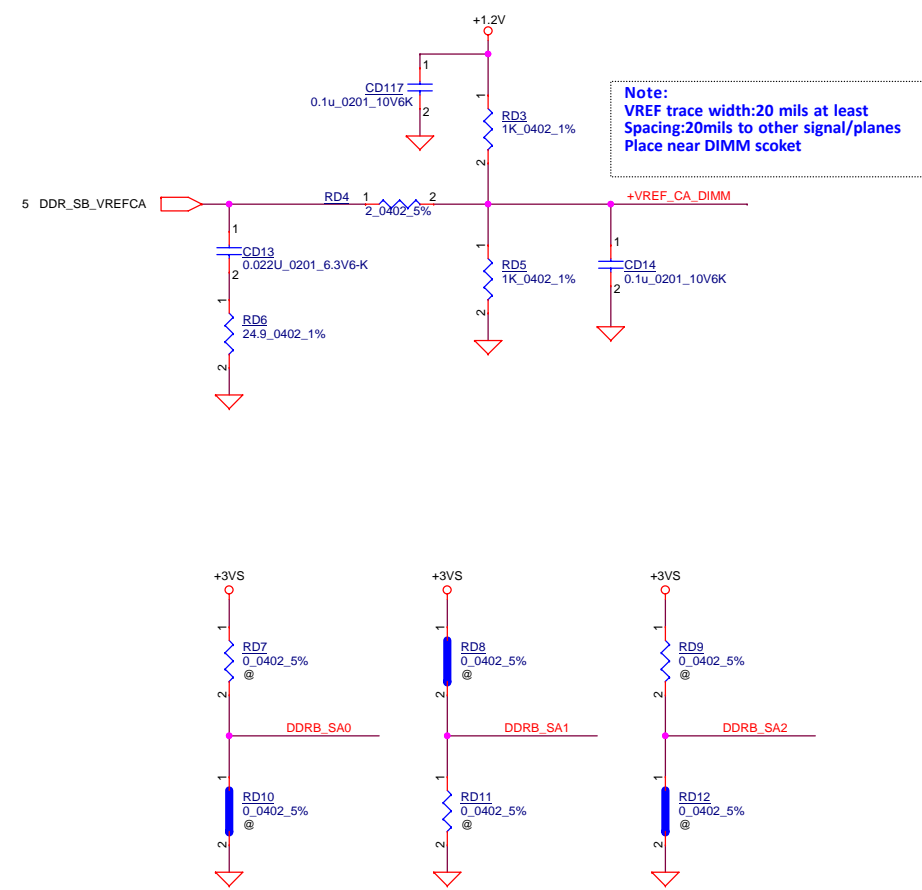 +1.2V
1
CD117
0.1u_0201_10V6K
2
1
RD3
1K_0402_1%
2
Note:
VREF trace width:20 mils at least
Spacing:20mils to other signal/planes
Place near DIMM scoket
5 DDR_SB_VREFCA
RD4 1 2
2_0402_5%
+VREF_CA_DIMM
1
CD13
0.022U_0201_6.3V6-K
2
1
RD5
1K_0402_1%
2
1
CD14
0.1u_0201_10V6K
2
1
RD6
24.9_0402_1%
2
+3VS
1
RD7
0_0402_5%
@
2
DDRB_SA0
1
RD10
0_0402_5%
@
2
+3VS
1
RD8
0_0402_5%
@
2
DDRB_SA1
1
RD11
0_0402_5%
@
2
+3VS
1
RD9
0_0402_5%
@
2
DDRB_SA2
1
RD12
0_0402_5%
@
2